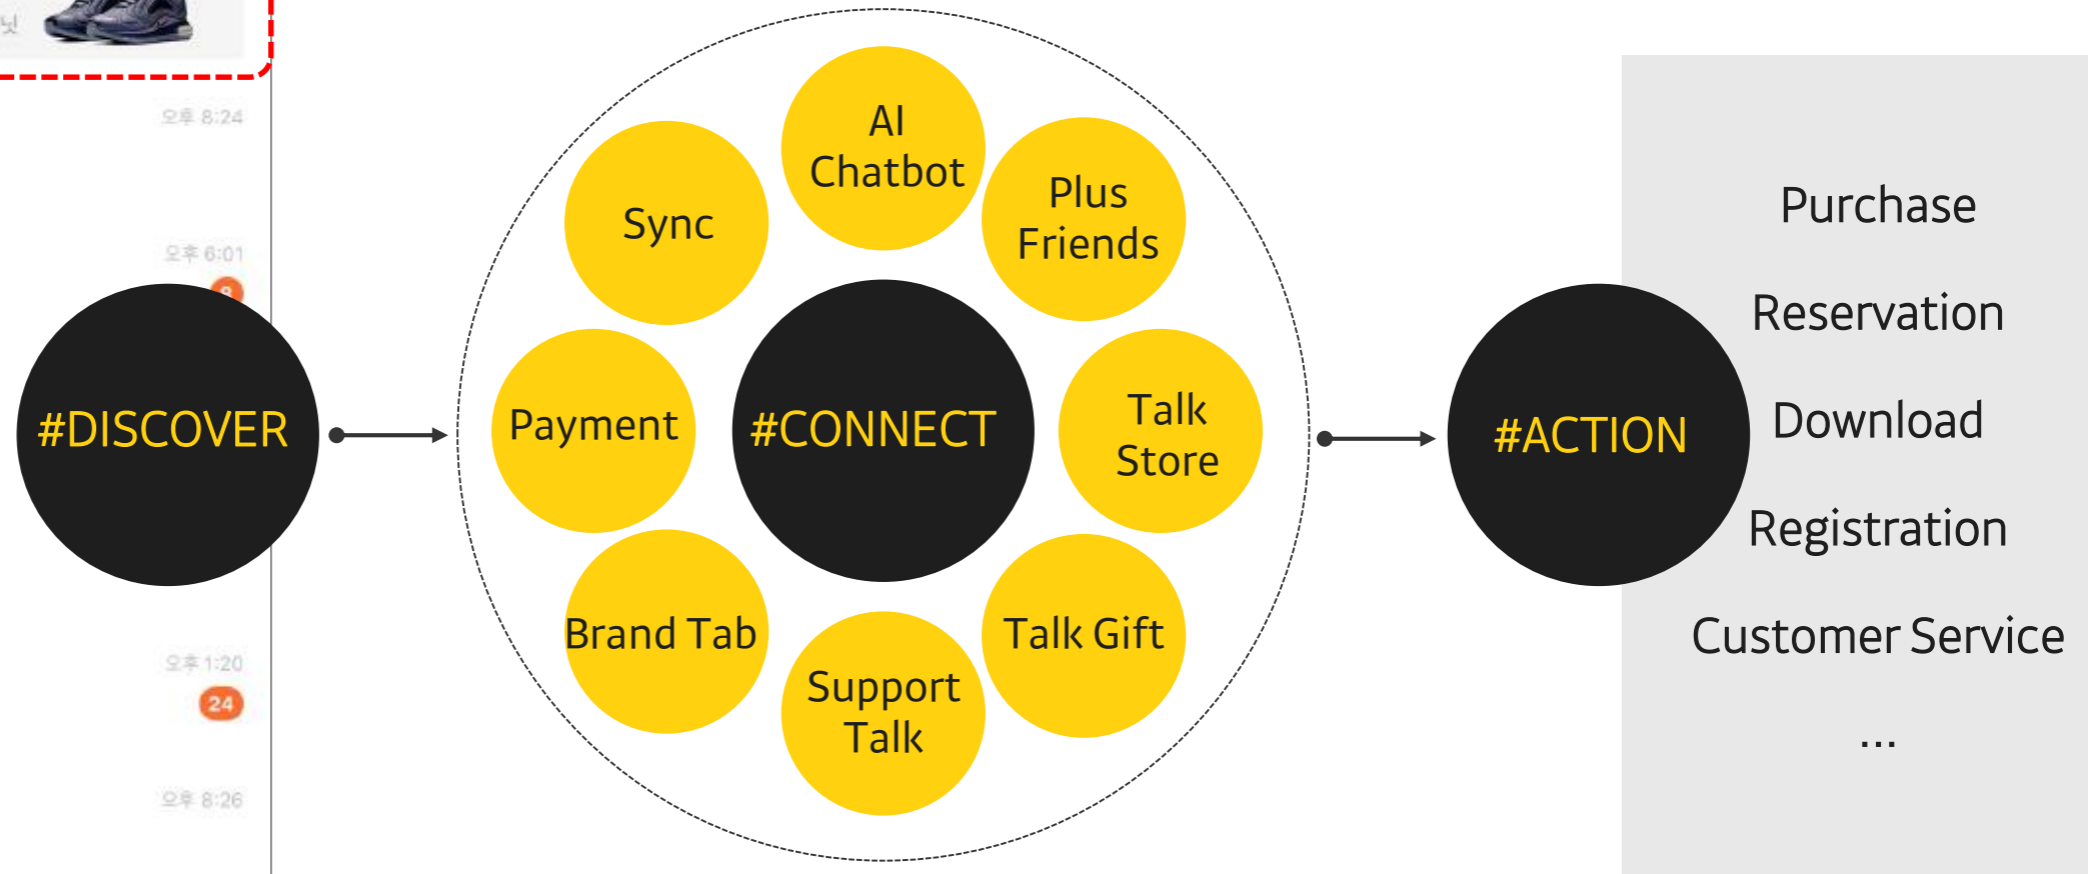 닛
오후 8:24
오후 6:01
오후 1:20
24
오후 8:26
#DISCOVER
AI
Chatbot
Plus
Friends
Sync
Payment
#CONNECT
Talk
Store
Brand Tab
Talk Gift
Support
Talk
#ACTION
Purchase
Reservation
Download
Registration
Customer Service
...